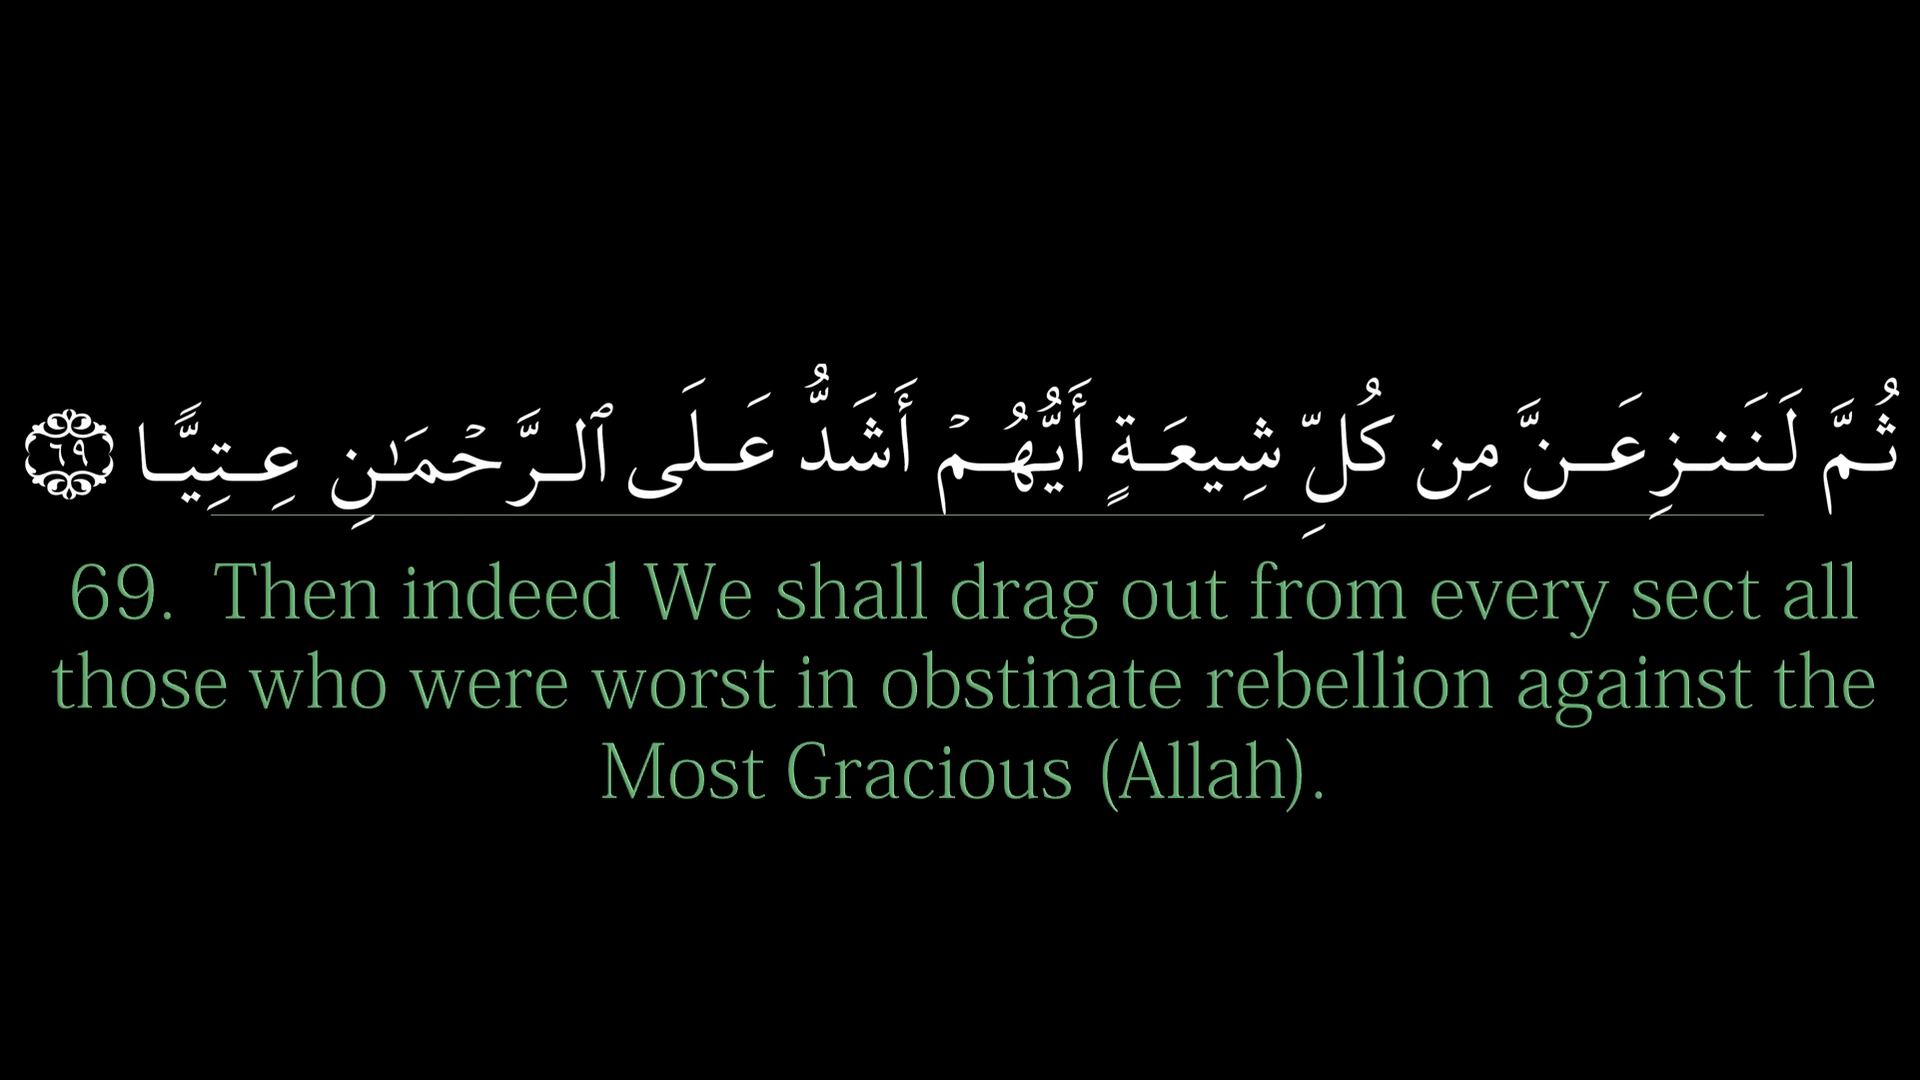 ثُمَّ لَنَنزِعَنَّ مِن كُلِّ شِيعَةٍ أَيُّهُمْ أَشَدُّ عَلَى ٱلرَّحْمَـٰنِ عِتِيًّا ٦٩
69.  Then indeed We shall drag out from every sect all
those who were worst in obstinate rebellion against the
Most Gracious (Allah).